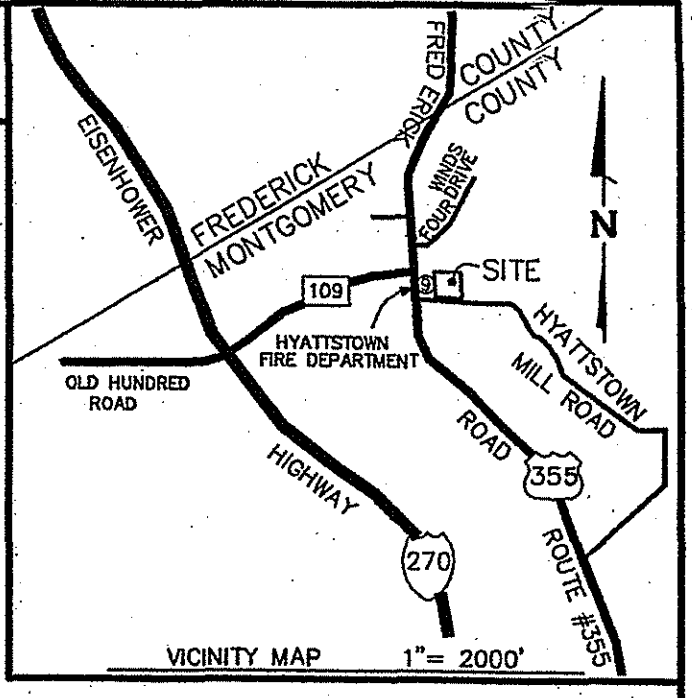 FREDERICK
COUNTY
COUNTY
EISENHOWER
FREDERICK
MONTGOMERY
WINDS
FOUR DRIVE
N
109
9
SITE
HYATTSTOWN
FIRE DEPARTMENT
HYATTSTOWN
MILL ROAD
OLD HUNDRED
ROAD
ROAD
HIGHWAY
355
270
ROUTE #355
VICINITY MAP 1"= 2000'